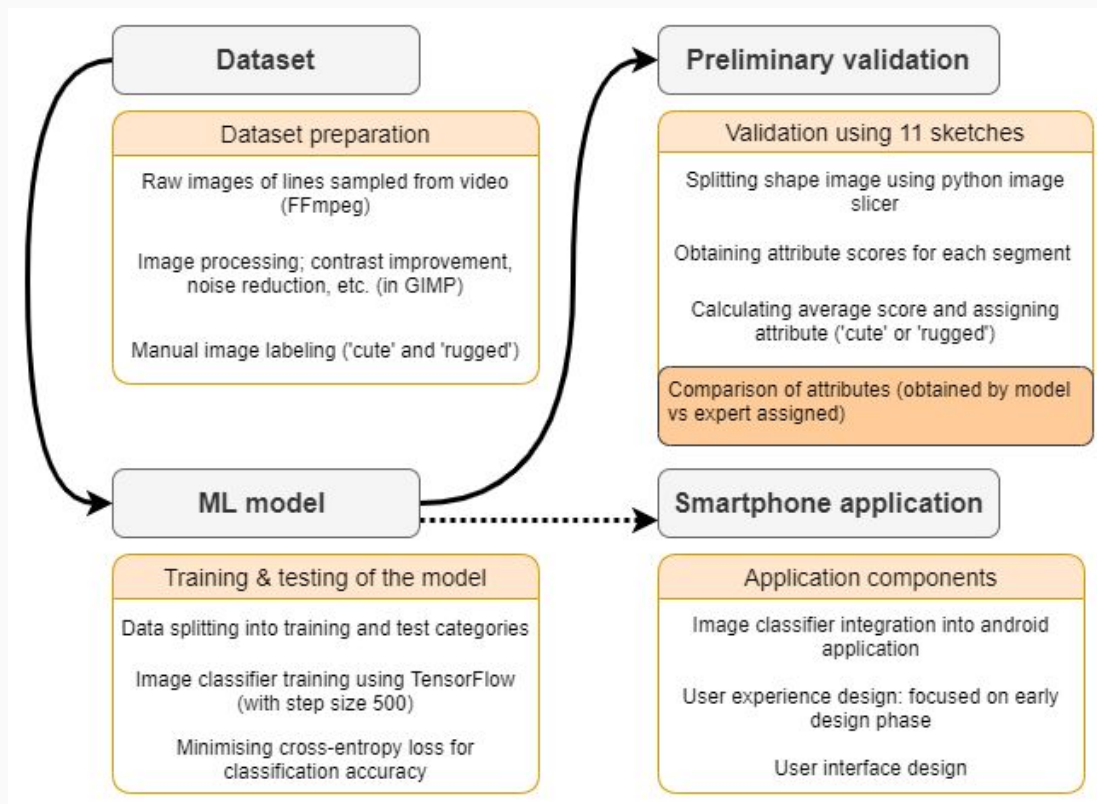 Dataset
Dataset preparation
Raw images of lines sampled from video
(FFmpeg)
Image processing; contrast improvement,
noise reduction, etc. (in GIMP)
Manual image labeling ('cute' and 'rugged')
Preliminary validation
Validation using 11 sketches
Splitting shape image using python image
slicer
Obtaining attribute scores for each segment
Calculating average score and assigning
attribute ('cute' or 'rugged')
Comparison of attributes (obtained by model
vs expert assigned)
ML model
Training & testing of the model
Data splitting into training and test categories
Image classifier training using TensorFlow
(with step size 500)
Minimising cross-entropy loss for
classification accuracy
Smartphone application
Application components
Image classifier integration into android
application
User experience design: focused on early
design phase
User interface design